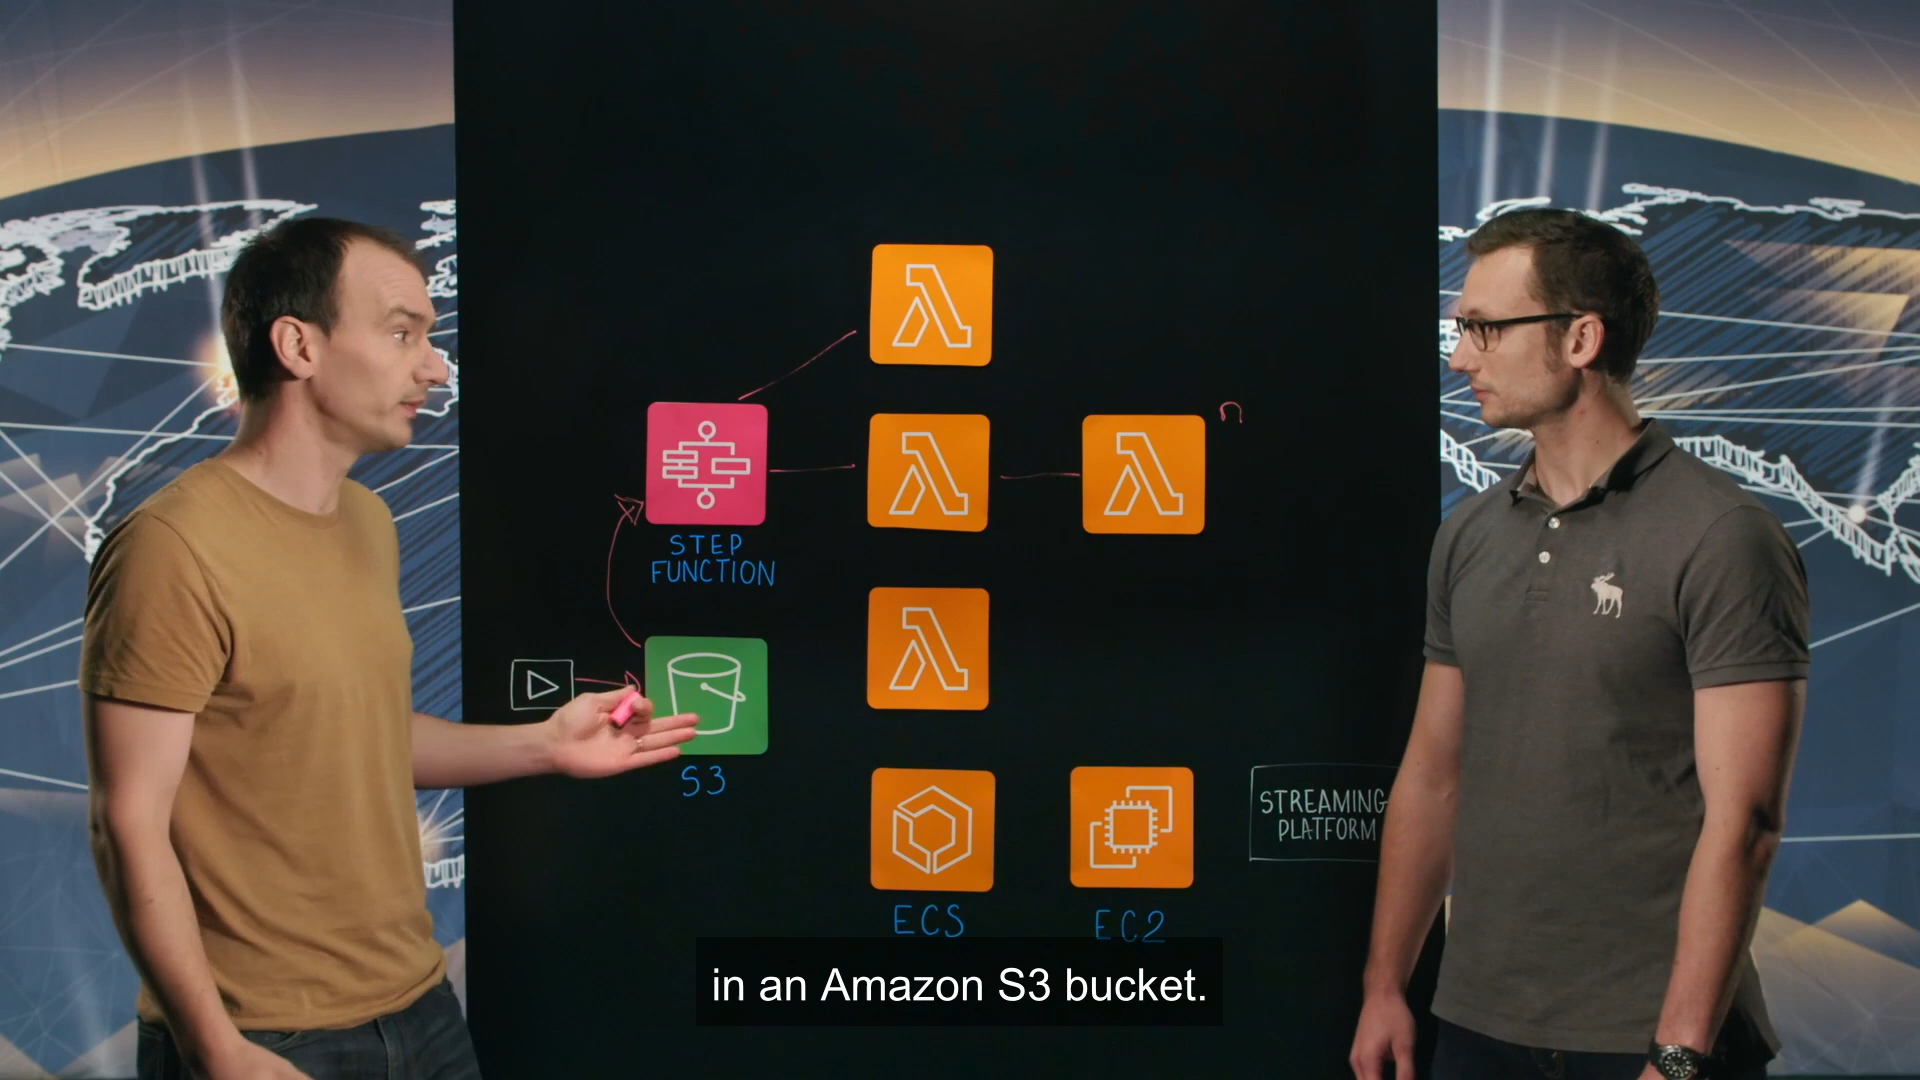 n
STEP
FUNCTION
S3
STREAMING
PLATFORM
ECS
EC2
in an Amazon S3 bucket.